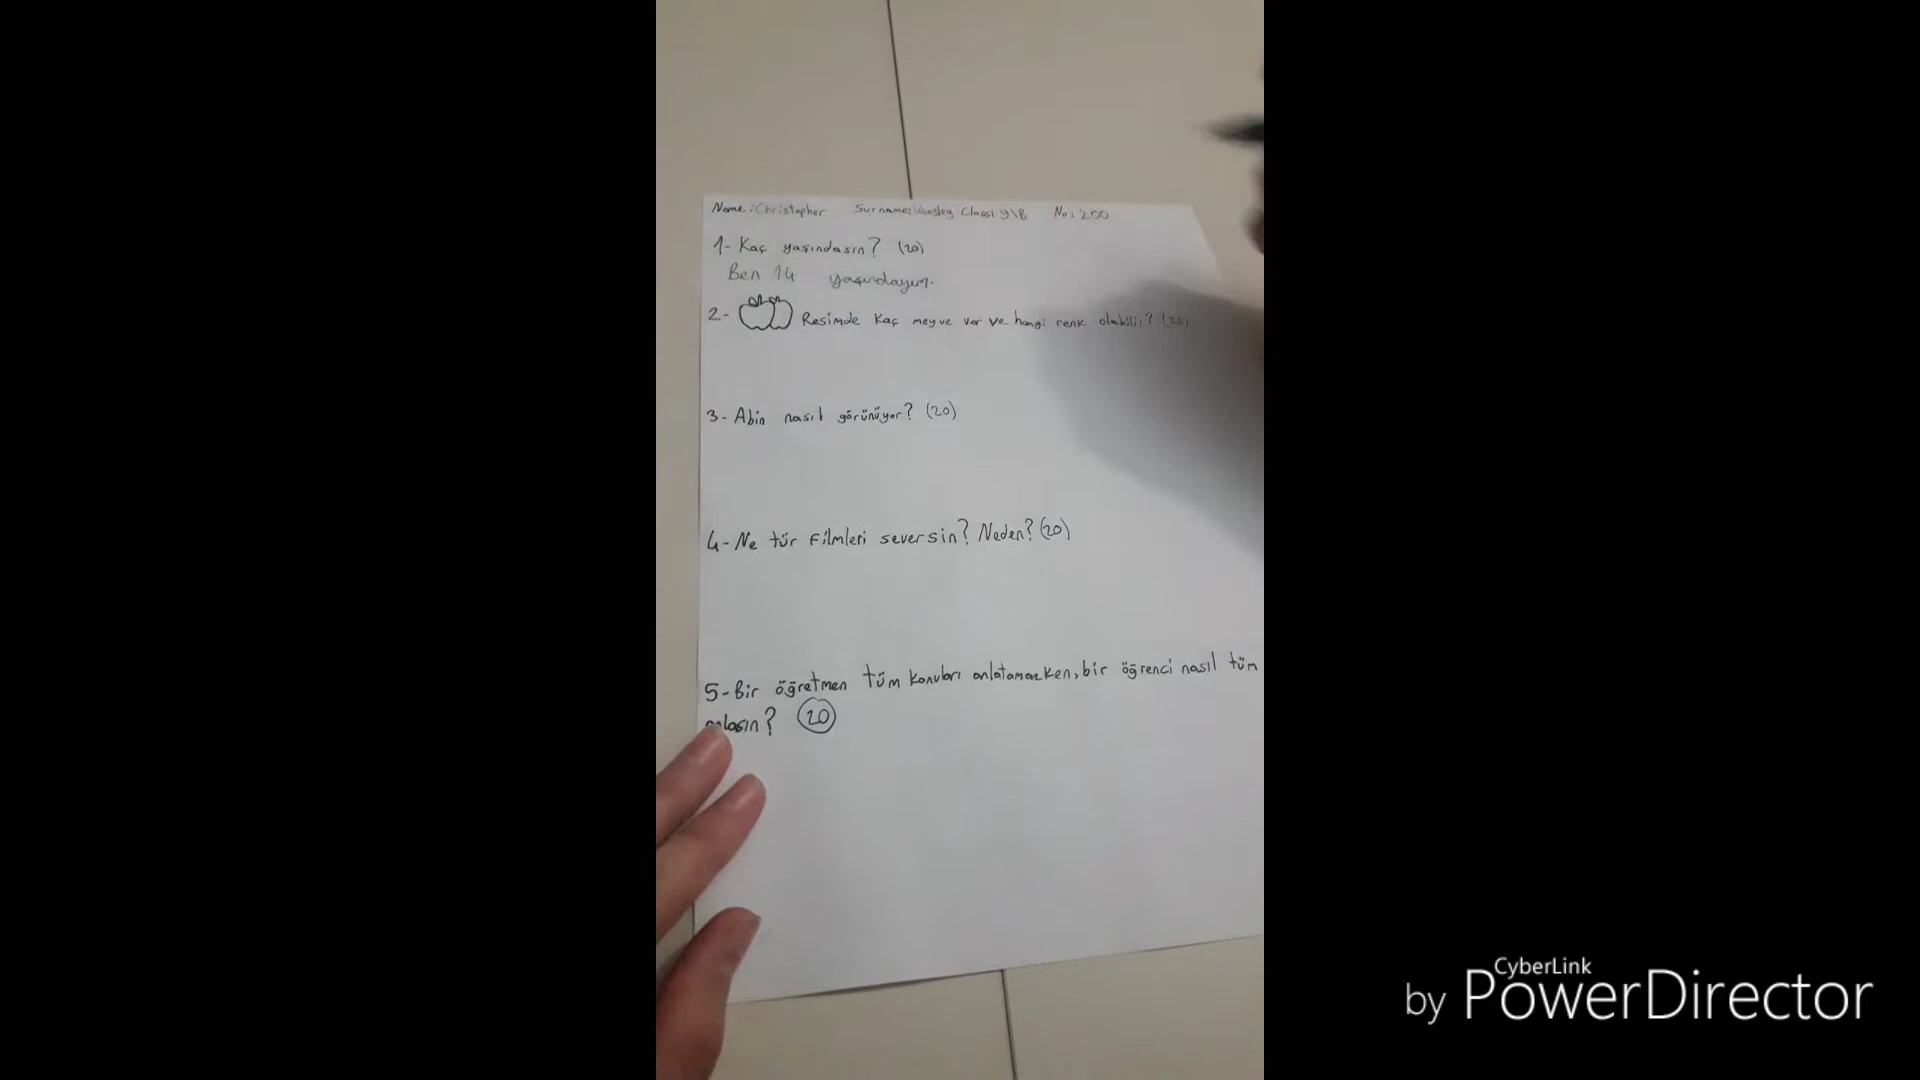 Name: Christopher Surname: Weasley Class: 9\B No: 200
1- Kaç yaşındasın? (20)
Ben 14 yaşındayım.
2- Resimde kaç meyve var ve hangi renk olabilir? (20)
3- Abin nasıl görünüyor? (20)
4- Ne tür Filmleri seversin? Neden? (20)
5- Bir öğretmen tüm konuları anlatamazken, bir öğrenci nasıl tüm
anlasın? 20
by CyberLink PowerDirector